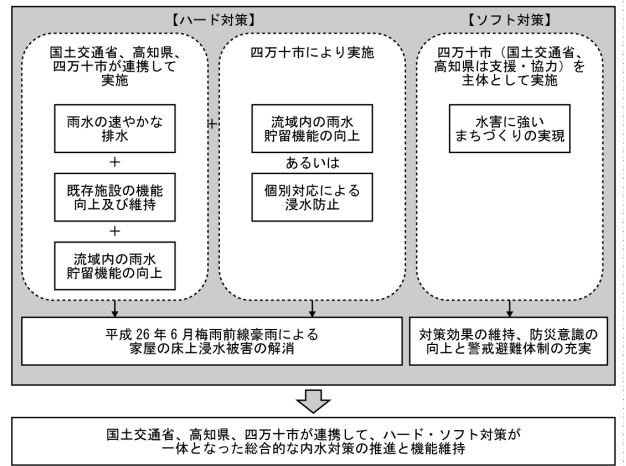 【ハード対策】
【ソフト対策】
国土交通省、高知県、
四万十市が連携して
実施
雨水の速やかな
排水
＋
既存施設の機能
向上及び維持
＋
流域内の雨水
貯留機能の向上
＋
四万十市により実施
流域内の雨水
貯留機能の向上
あるいは
個別対応による
浸水防止
四万十市（国土交通省、
高知県は支援・協力）を
主体として実施
水害に強い
まちづくりの実現
平成 26 年 6 月梅雨前線豪雨による
家屋の床上浸水被害の解消
対策効果の維持、防災意識の
向上と警戒避難体制の充実
国土交通省、高知県、四万十市が連携して、ハード・ソフト対策が
一体となった総合的な内水対策の推進と機能維持